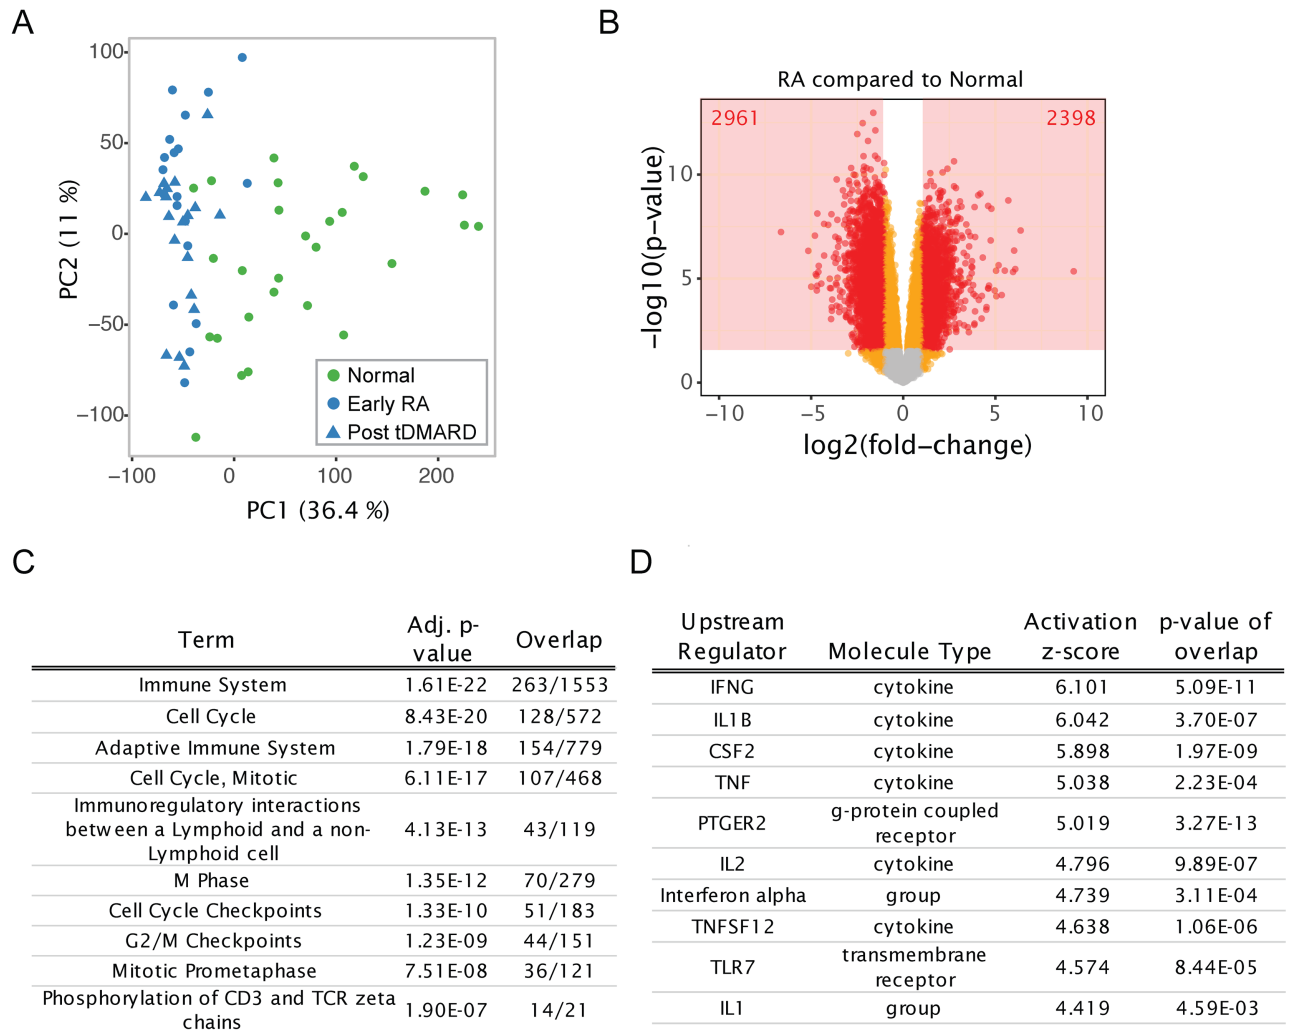 A
100
50
0
−50
−100
PC2 (11 %)
−100
0
100
200
PC1 (36.4 %)
Normal
Early RA
Post tDMARD
B
RA compared to Normal
2961
2398
10
5
0
−log10(p−value)
−10
−5
0
5
10
log2(fold−change)
C
Term Adj. p-value Overlap
Immune System 1.61E-22 263/1553
Cell Cycle 8.43E-20 128/572
Adaptive Immune System 1.79E-18 154/779
Cell Cycle, Mitotic 6.11E-17 107/468
Immunoregulatory interactions
between a Lymphoid and a non-
Lymphoid cell
4.13E-13 43/119
M Phase 1.35E-12 70/279
Cell Cycle Checkpoints 1.33E-10 51/183
G2/M Checkpoints 1.23E-09 44/151
Mitotic Prometaphase 7.51E-08 36/121
Phosphorylation of CD3 and TCR zeta
chains
1.90E-07 14/21
D
Upstream
Regulator
Molecule Type
Activation
z-score
p-value of
overlap
IFNG cytokine 6.101 5.09E-11
IL1B cytokine 6.042 3.70E-07
CSF2 cytokine 5.898 1.97E-09
TNF cytokine 5.038 2.23E-04
PTGER2 g-protein coupled
receptor
5.019 3.27E-13
IL2 cytokine 4.796 9.89E-07
Interferon alpha group 4.739 3.11E-04
TNFSF12 cytokine 4.638 1.06E-06
TLR7 transmembrane
receptor
4.574 8.44E-05
IL1 group 4.419 4.59E-03